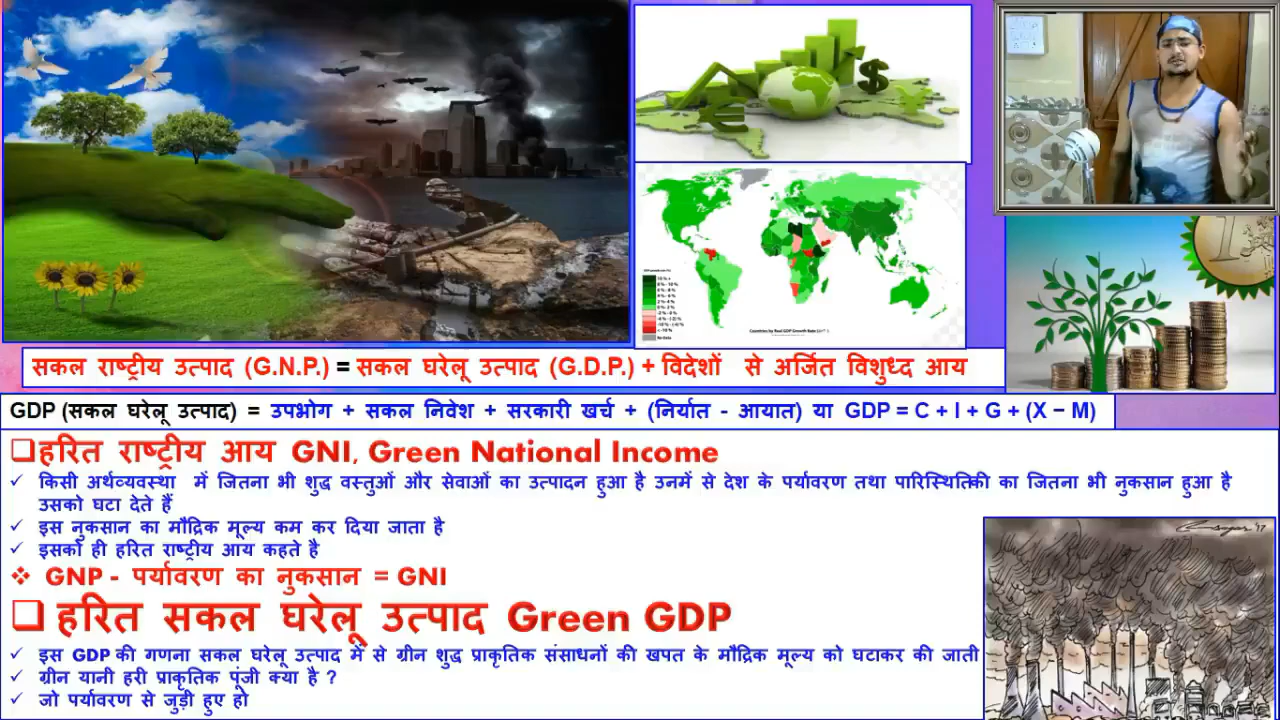 सकल राष्ट्रीय उत्पाद (G.N.P.) = सकल घरेलू उत्पाद (G.D.P.) + विदेशों से अर्जित विशुध्द आय
GDP (सकल घरेलू उत्पाद) = उपभोग + सकल निवेश + सरकारी खर्च + (निर्यात - आयात) या GDP = C + I + G + (X − M)
❑हरित राष्ट्रीय आय GNI, Green National Income
✓ किसी अर्थव्यवस्था में जितना भी शुद्ध वस्तुओं और सेवाओं का उत्पादन हुआ है उनमें से देश के पर्यावरण तथा पारिस्थितिकी का जितना भी नुकसान हुआ है
उसको घटा देते हैं
✓ इस नुकसान का मौद्रिक मूल्य कम कर दिया जाता है
✓ इसको ही हरित राष्ट्रीय आय कहते है
❖ GNP - पर्यावरण का नुकसान = GNI
❑ हरित सकल घरेलू उत्पाद Green GDP
✓ इस GDP की गणना सकल घरेलू उत्पाद में से ग्रीन शुद्ध प्राकृतिक संसाधनों की खपत के मौद्रिक मूल्य को घटाकर की जाती
✓ ग्रीन यानी हरी प्राकृतिक पूंजी क्या है ?
✓ जो पर्यावरण से जुड़ी हुए हो